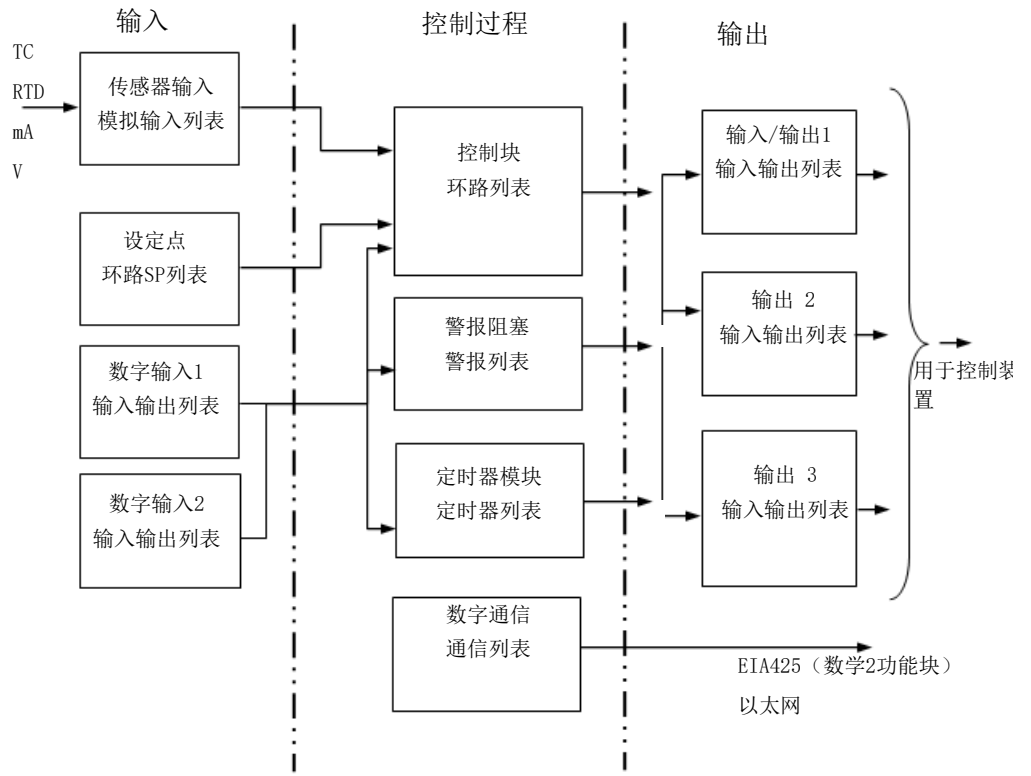 输入
控制过程
输出
TC
RTD
mA
V
传感器输入
模拟输入列表
设定点
环路SP列表
数字输入1
输入输出列表
数字输入2
输入输出列表
控制块
环路列表
警报阻塞
警报列表
定时器模块
定时器列表
数字通信
通信列表
输入/输出1
输入输出列表
输出 2
输入输出列表
输出 3
输入输出列表
用于控制装
置
EIA425（数学2功能块）
以太网